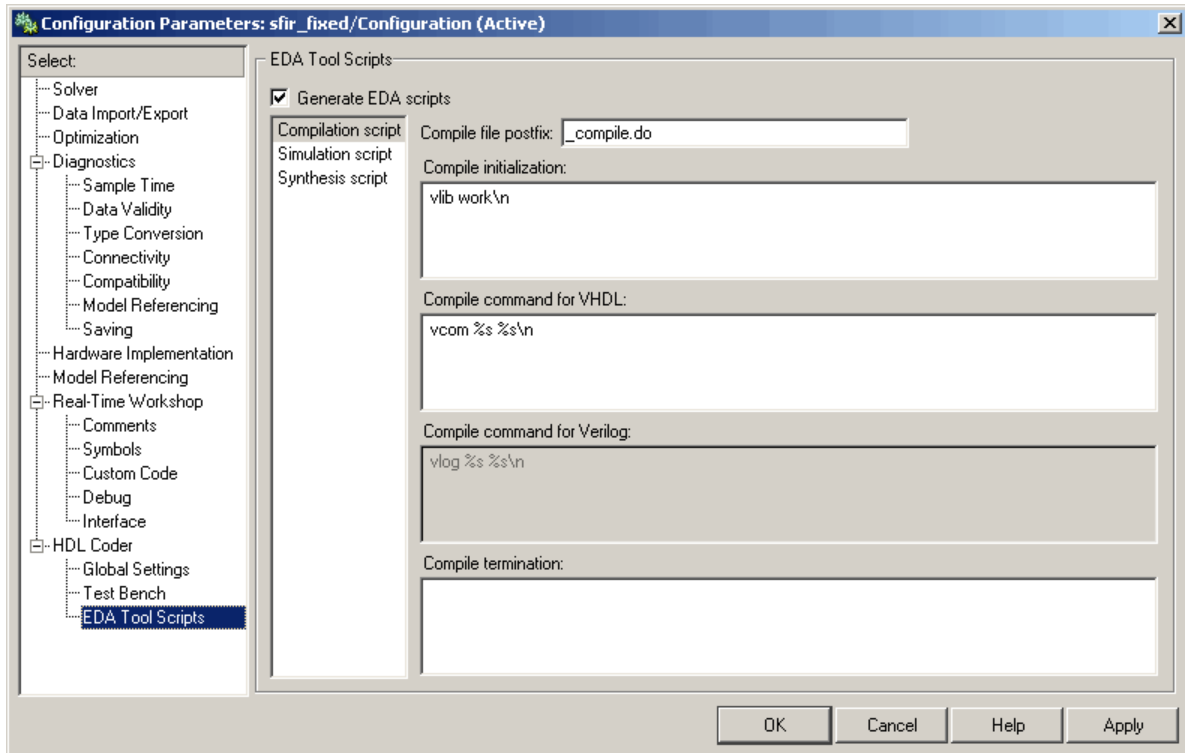 Configuration Parameters: sfir_fixed/Configuration (Active)
Select:
Solver
Data Import/Export
Optimization
Diagnostics
Sample Time
Data Validity
Type Conversion
Connectivity
Compatibility
Model Referencing
Saving
Hardware Implementation
Model Referencing
Real-Time Workshop
Comments
Symbols
Custom Code
Debug
Interface
HDL Coder
Global Settings
Test Bench
EDA Tool Scripts
EDA Tool Scripts
Generate EDA scripts
Compilation script
Simulation script
Synthesis script
Compile file postfix: _compile.do
Compile initialization:
vlib work\n
Compile command for VHDL:
vcom %s %s\n
Compile command for Verilog:
vlog %s %s\n
Compile termination:
OK Cancel Help Apply